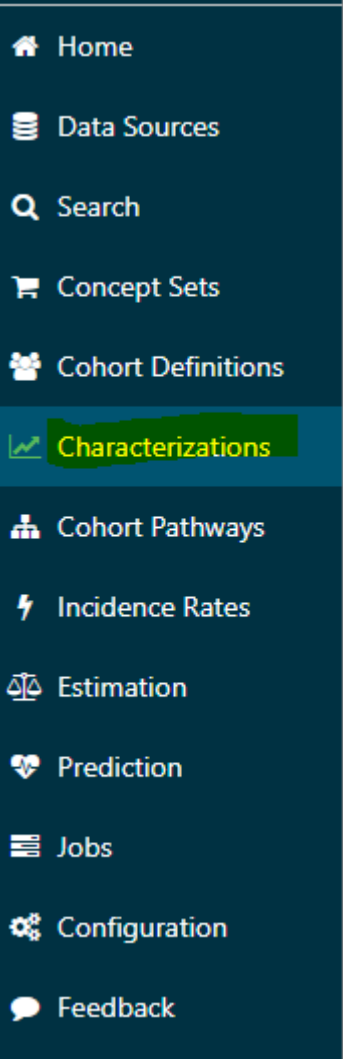 Home
Data Sources
Search
Concept Sets
Cohort Definitions
Characterizations
Cohort Pathways
Incidence Rates
Estimation
Prediction
Jobs
Configuration
Feedback